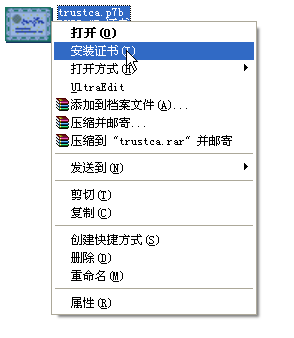 trustca.p7b
打开(O)
安装证书(I)
打开方式(H)
UltraEdit
添加到档案文件(A)...
压缩并邮寄...
压缩到 "trustca.rar" 并邮寄
发送到(N)
剪切(T)
复制(C)
创建快捷方式(S)
删除(D)
重命名(M)
属性(R)